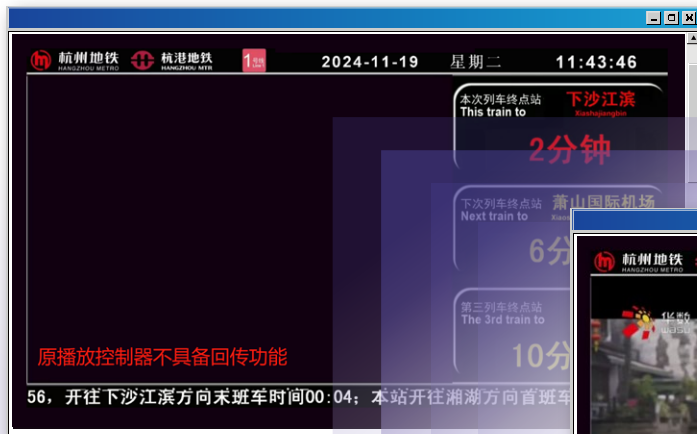 杭州地铁
HANGZHOU METRO
杭港地铁
HANGZHOU MTR
1号线
2024-11-19 星期二 11:43:46
本次列车终点站 下沙江滨
This train to Xiashajiangbin
2分钟
下次列车终点站 萧山国际机场
Next train to
6分
第三列车终点站
The 3rd train to
10分
原播放控制器不具备回传功能
56，开往下沙江滨方向末班车时间00:04；本站开往湘湖方向首班车
杭州地铁
HANGZHOU METRO
华数
wasu